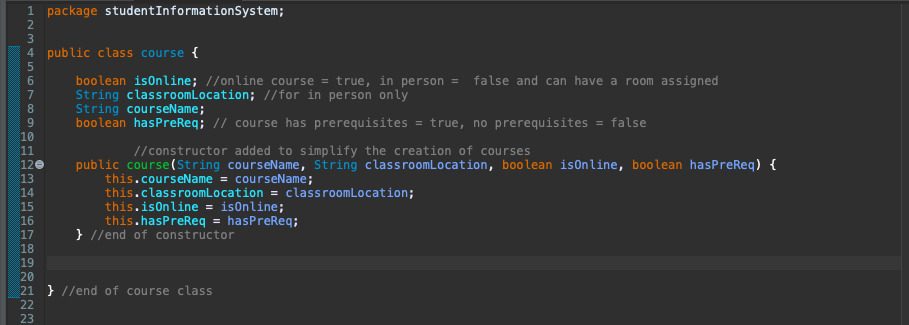 1 package studentInformationSystem;
2
3
4 public class course {
5
6     boolean isOnline; //online course = true, in person =  false and can have a room assigned
7     String classroomLocation; //for in person only
8     String courseName;
9     boolean hasPreReq; // course has prerequisites = true, no prerequisites = false
10
11             //constructor added to simplify the creation of courses
12     public course(String courseName, String classroomLocation, boolean isOnline, boolean hasPreReq) {
13         this.courseName = courseName;
14         this.classroomLocation = classroomLocation;
15         this.isOnline = isOnline;
16         this.hasPreReq = hasPreReq;
17     } //end of constructor
18
19
20
21 } //end of course class
22
23